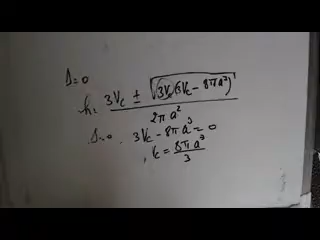 Δ=0
h = (3V_c ± √(3V_c(3V_c − 8πa³))) / 2πa²
Δ=0 . 3V_c − 8πa³ = 0
, V_c = 8πa³ / 3